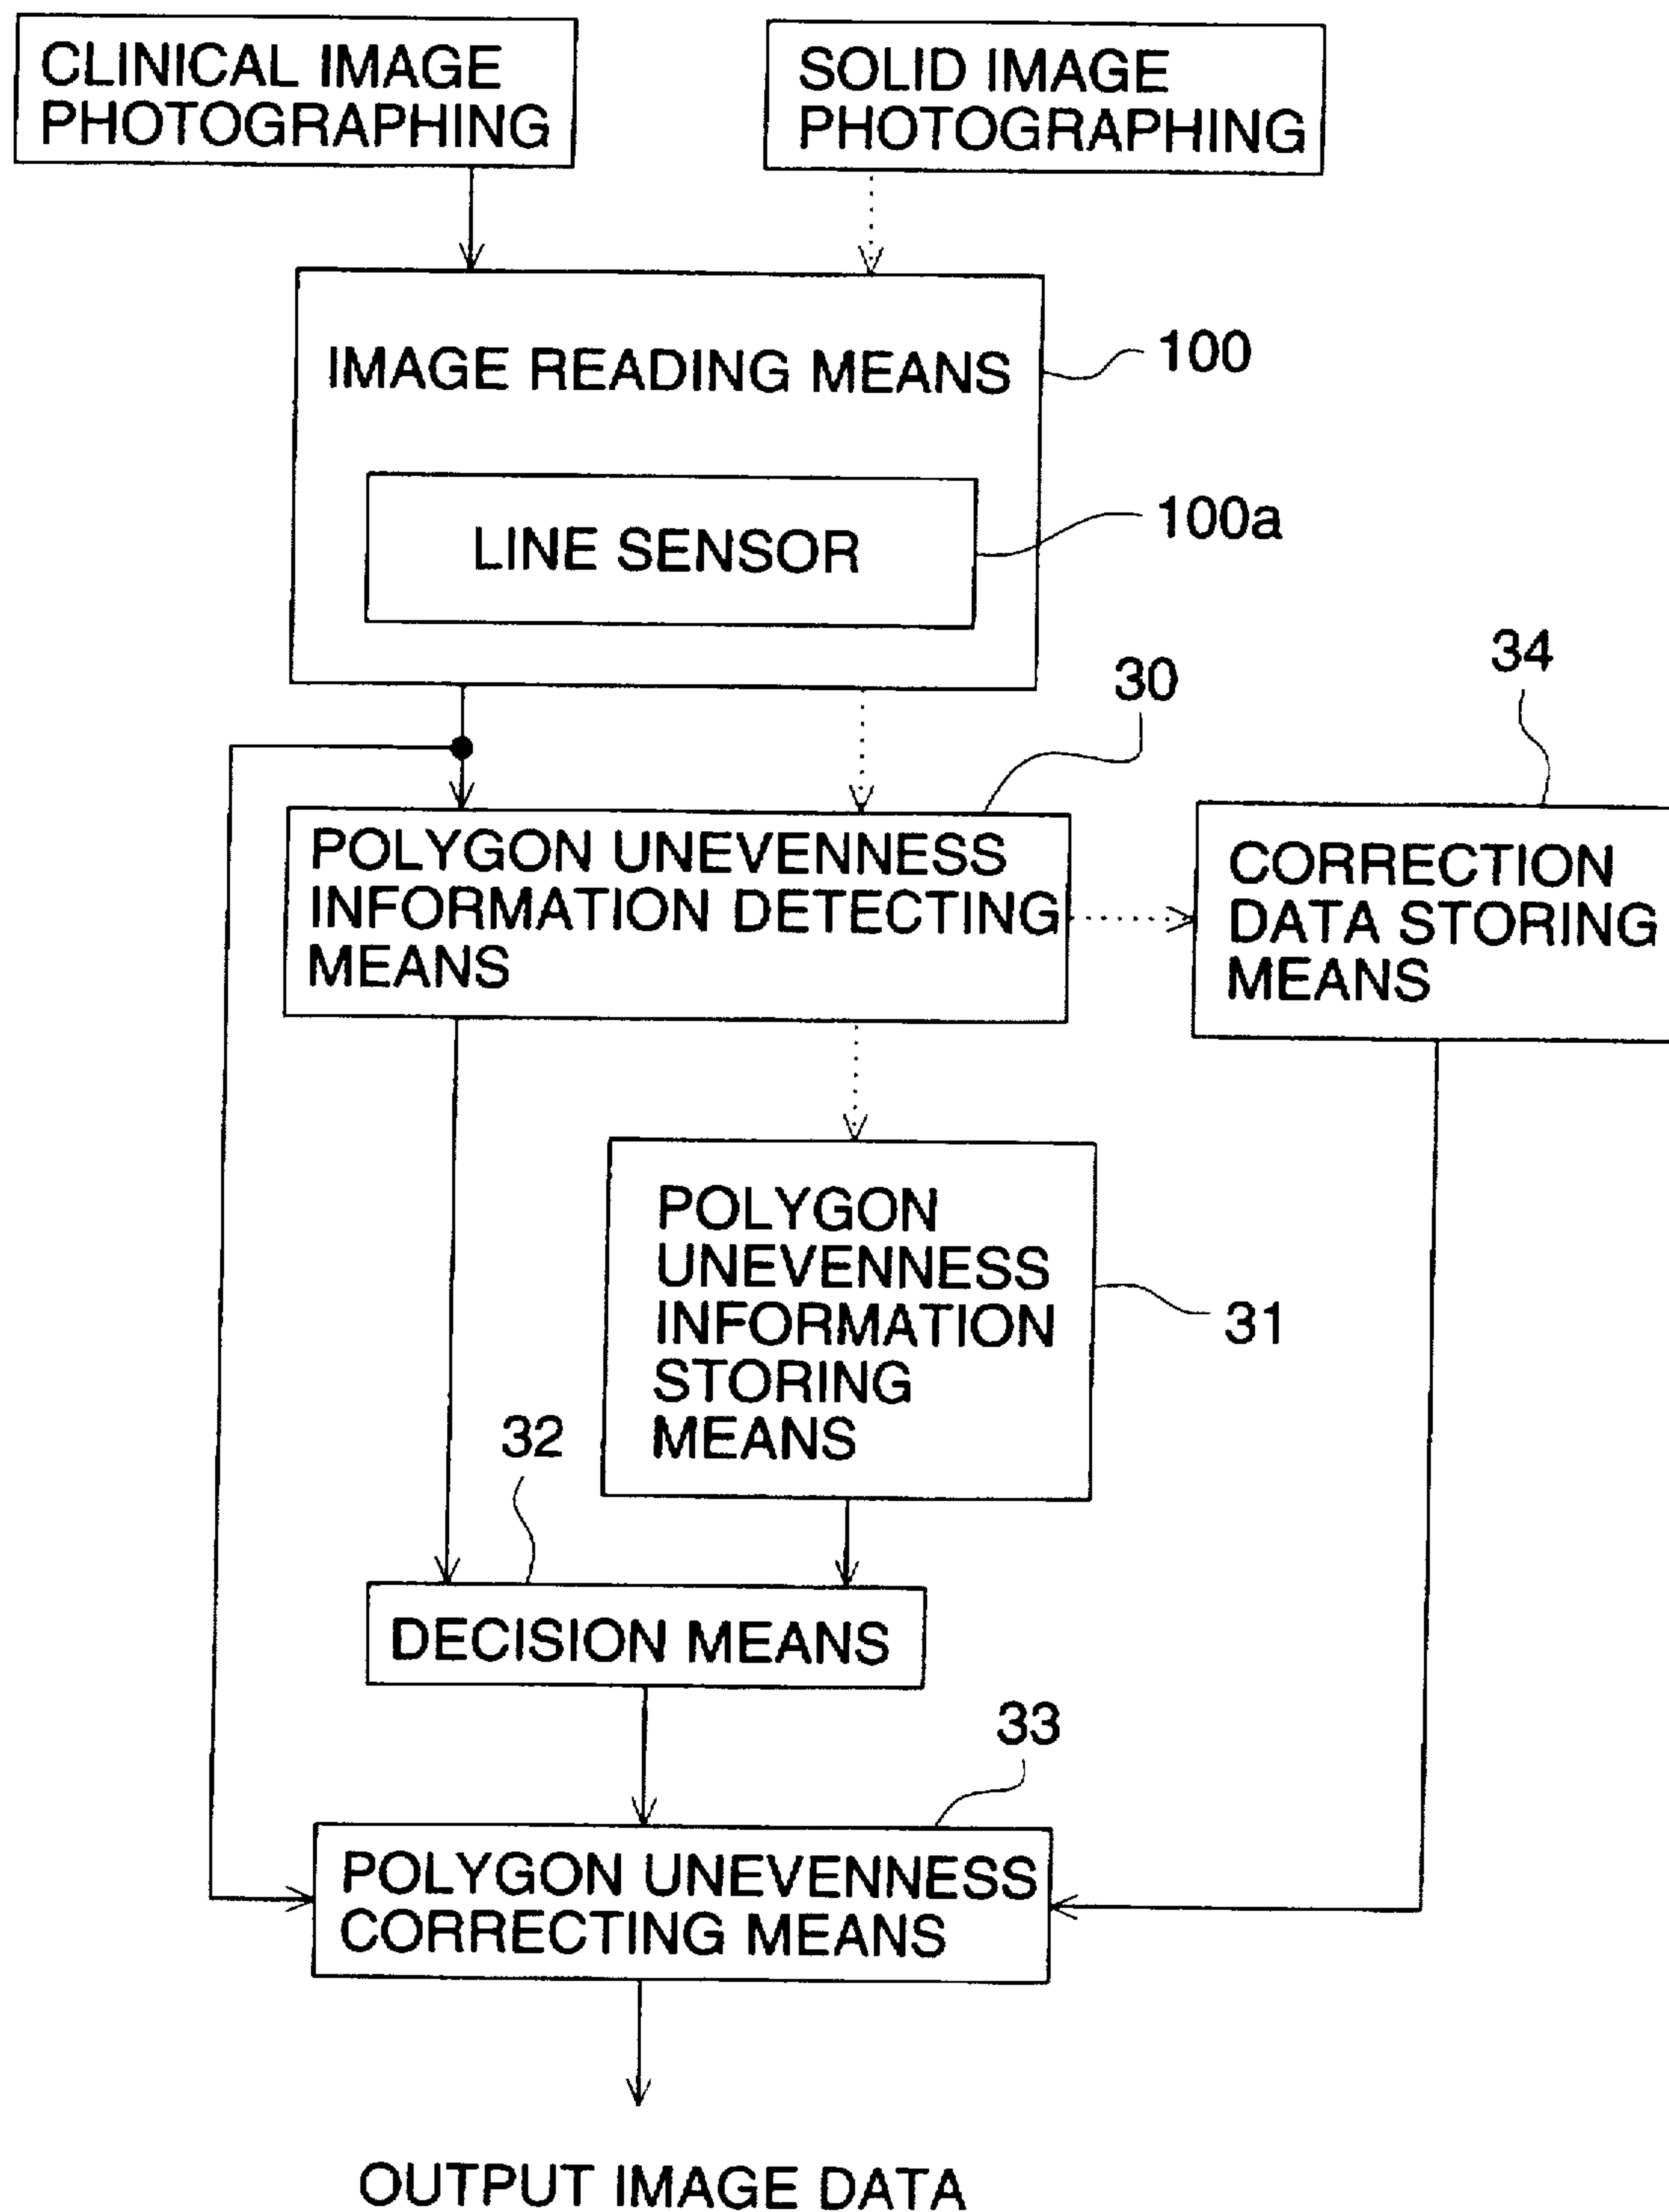 CLINICAL IMAGE
PHOTOGRAPHING
SOLID IMAGE
PHOTOGRAPHING
IMAGE READING MEANS
100
LINE SENSOR
100a
30
34
POLYGON UNEVENNESS
INFORMATION DETECTING
MEANS
CORRECTION
DATA STORING
MEANS
POLYGON
UNEVENNESS
INFORMATION
STORING
MEANS
31
32
DECISION MEANS
33
POLYGON UNEVENNESS
CORRECTING MEANS
OUTPUT IMAGE DATA